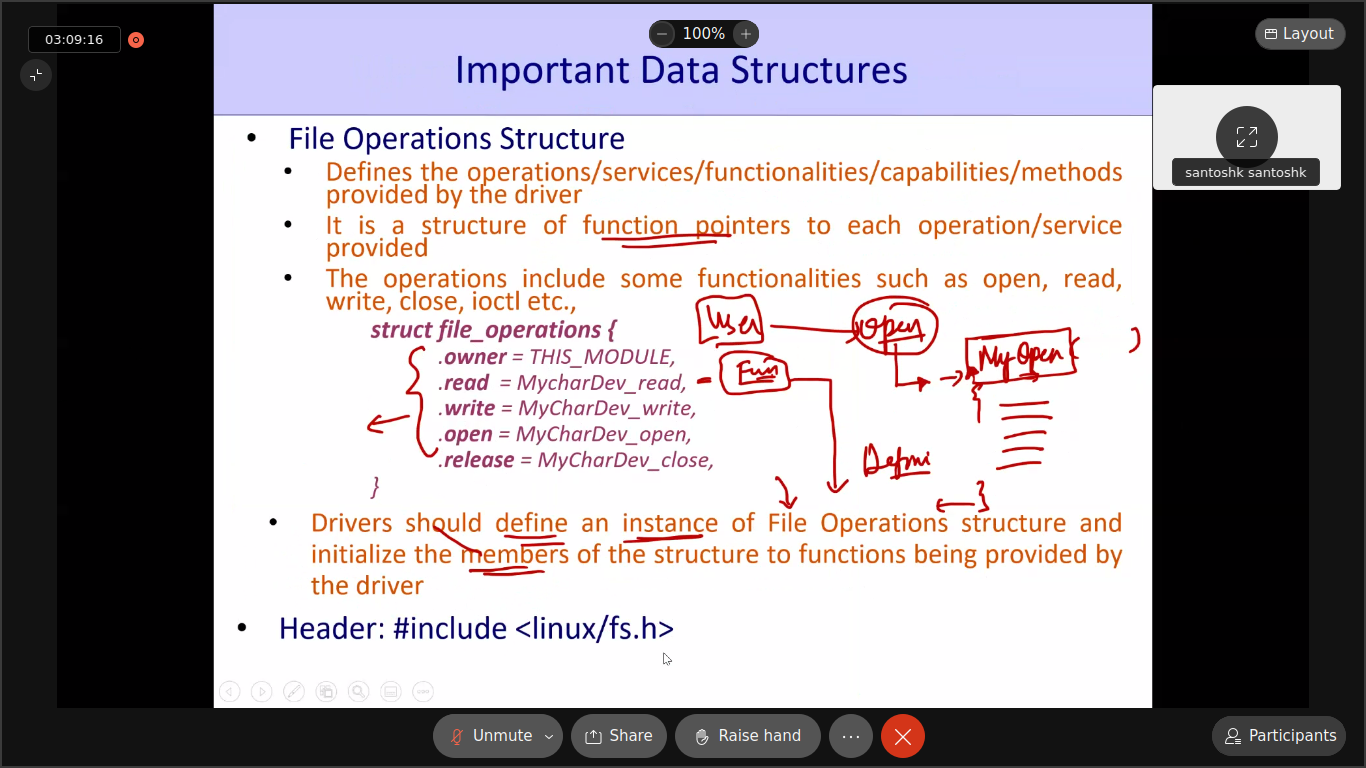 03:09:16
100%
Layout
Important Data Structures
santoshk santoshk
• File Operations Structure
• Defines the operations/services/functionalities/capabilities/methods
provided by the driver
• It is a structure of function pointers to each operation/service
provided
• The operations include some functionalities such as open, read,
write, close, ioctl etc.,
User
open
struct file_operations {
My Open ( )
.owner = THIS_MODULE,
Fun
.read = MycharDev_read,
{
.write = MyCharDev_write,
.open = MyCharDev_open,
.release = MyCharDev_close,
}
}
• Drivers should define an instance of File Operations structure and
initialize the members of the structure to functions being provided by
the driver
• Header: #include <linux/fs.h>
Unmute
Share
Raise hand
Participants